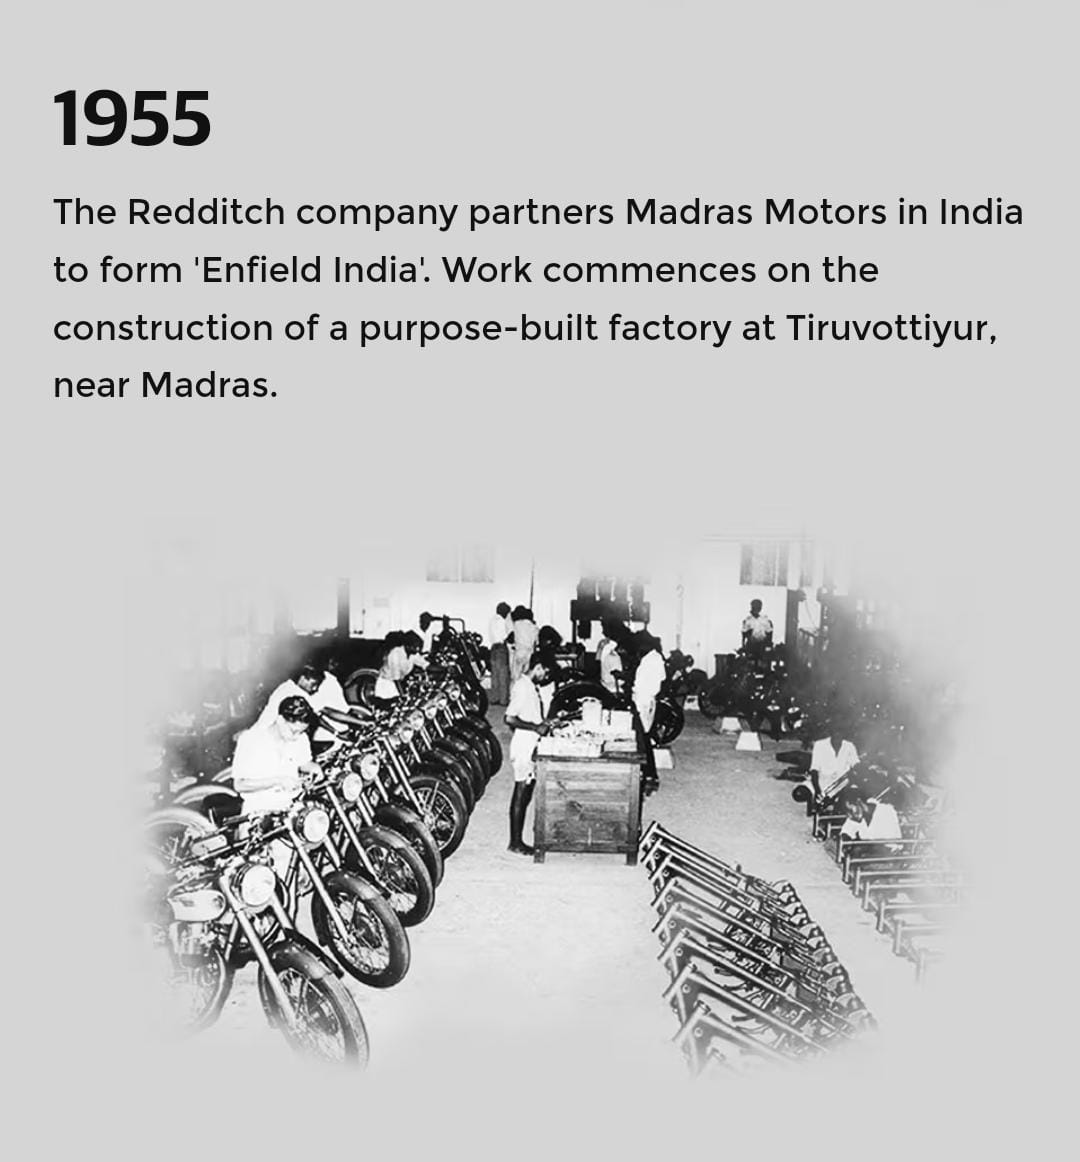 1955
The Redditch company partners Madras Motors in India
to form 'Enfield India'. Work commences on the
construction of a purpose-built factory at Tiruvottiyur,
near Madras.